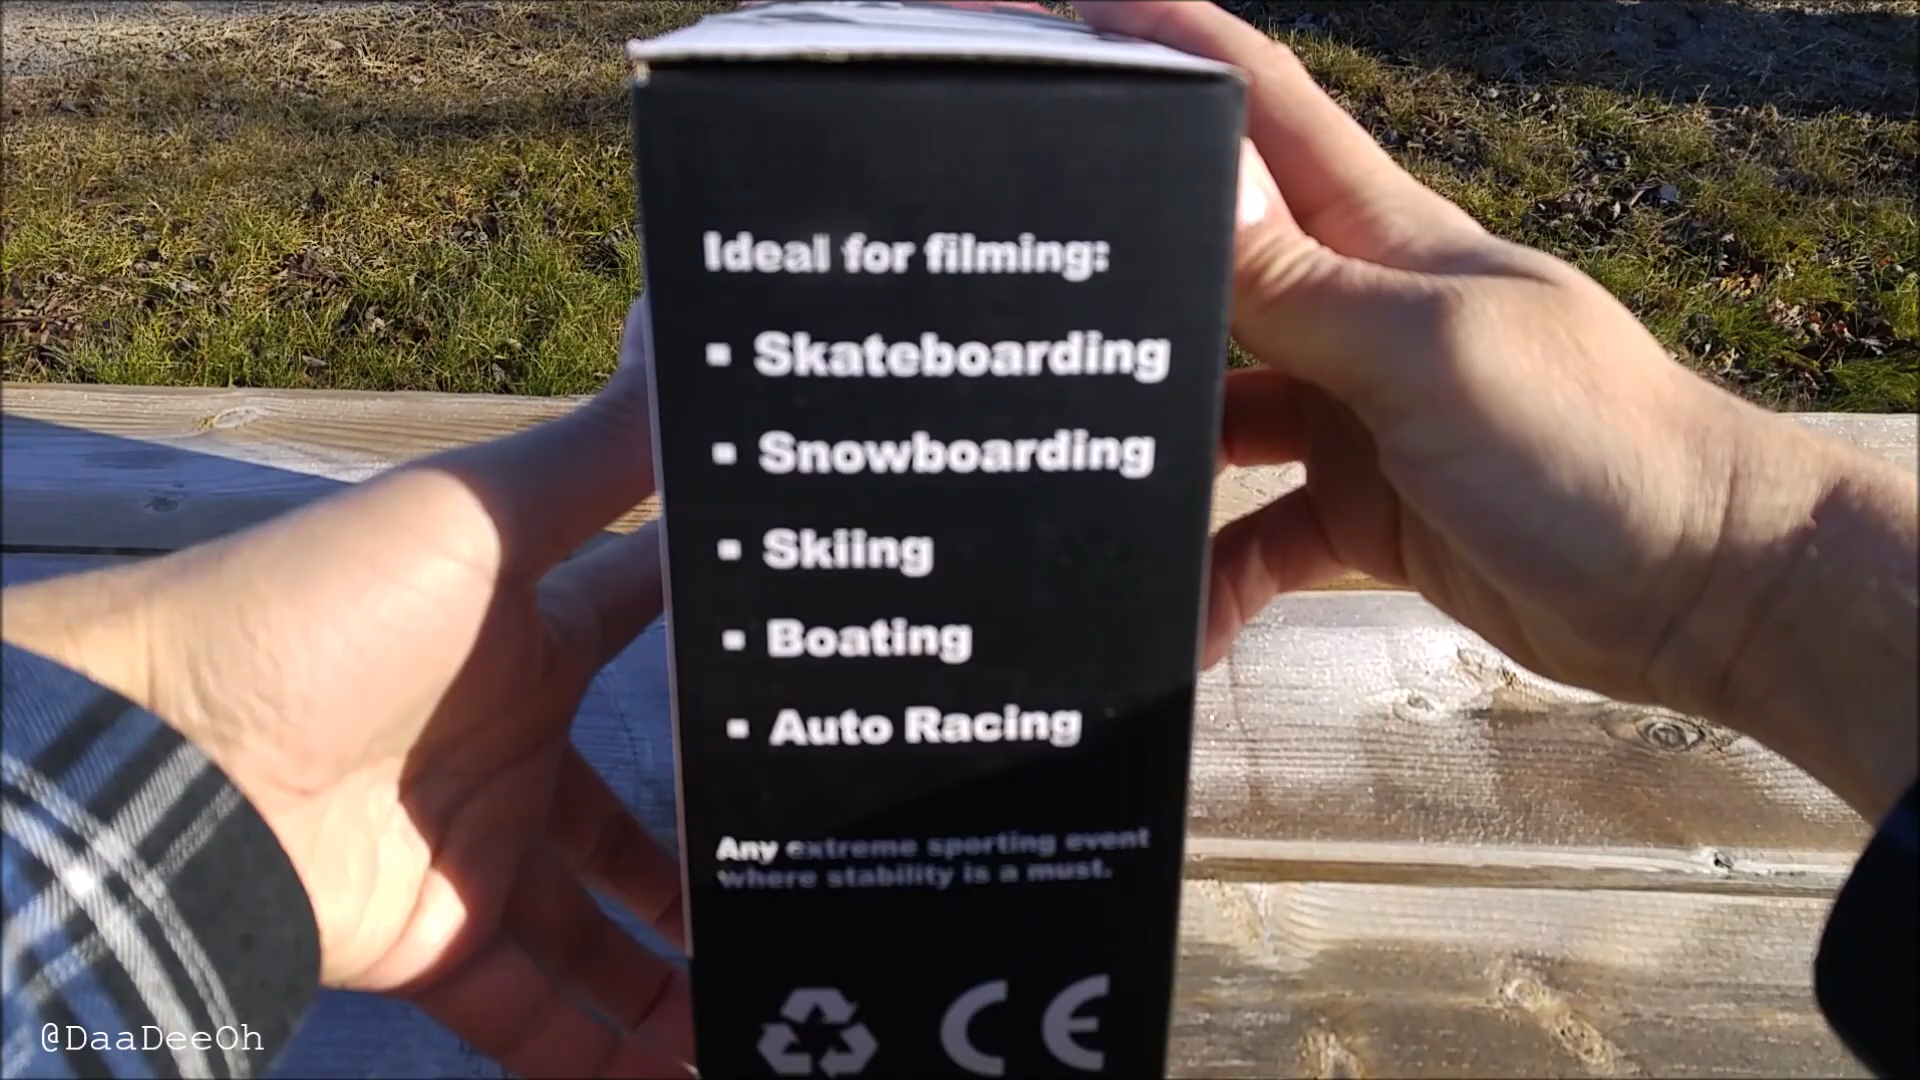 Ideal for filming:
▪ Skateboarding
▪ Snowboarding
▪ Skiing
▪ Boating
▪ Auto Racing
Any extreme sporting event
where stability is a must.
CE
@DaaDeeOh